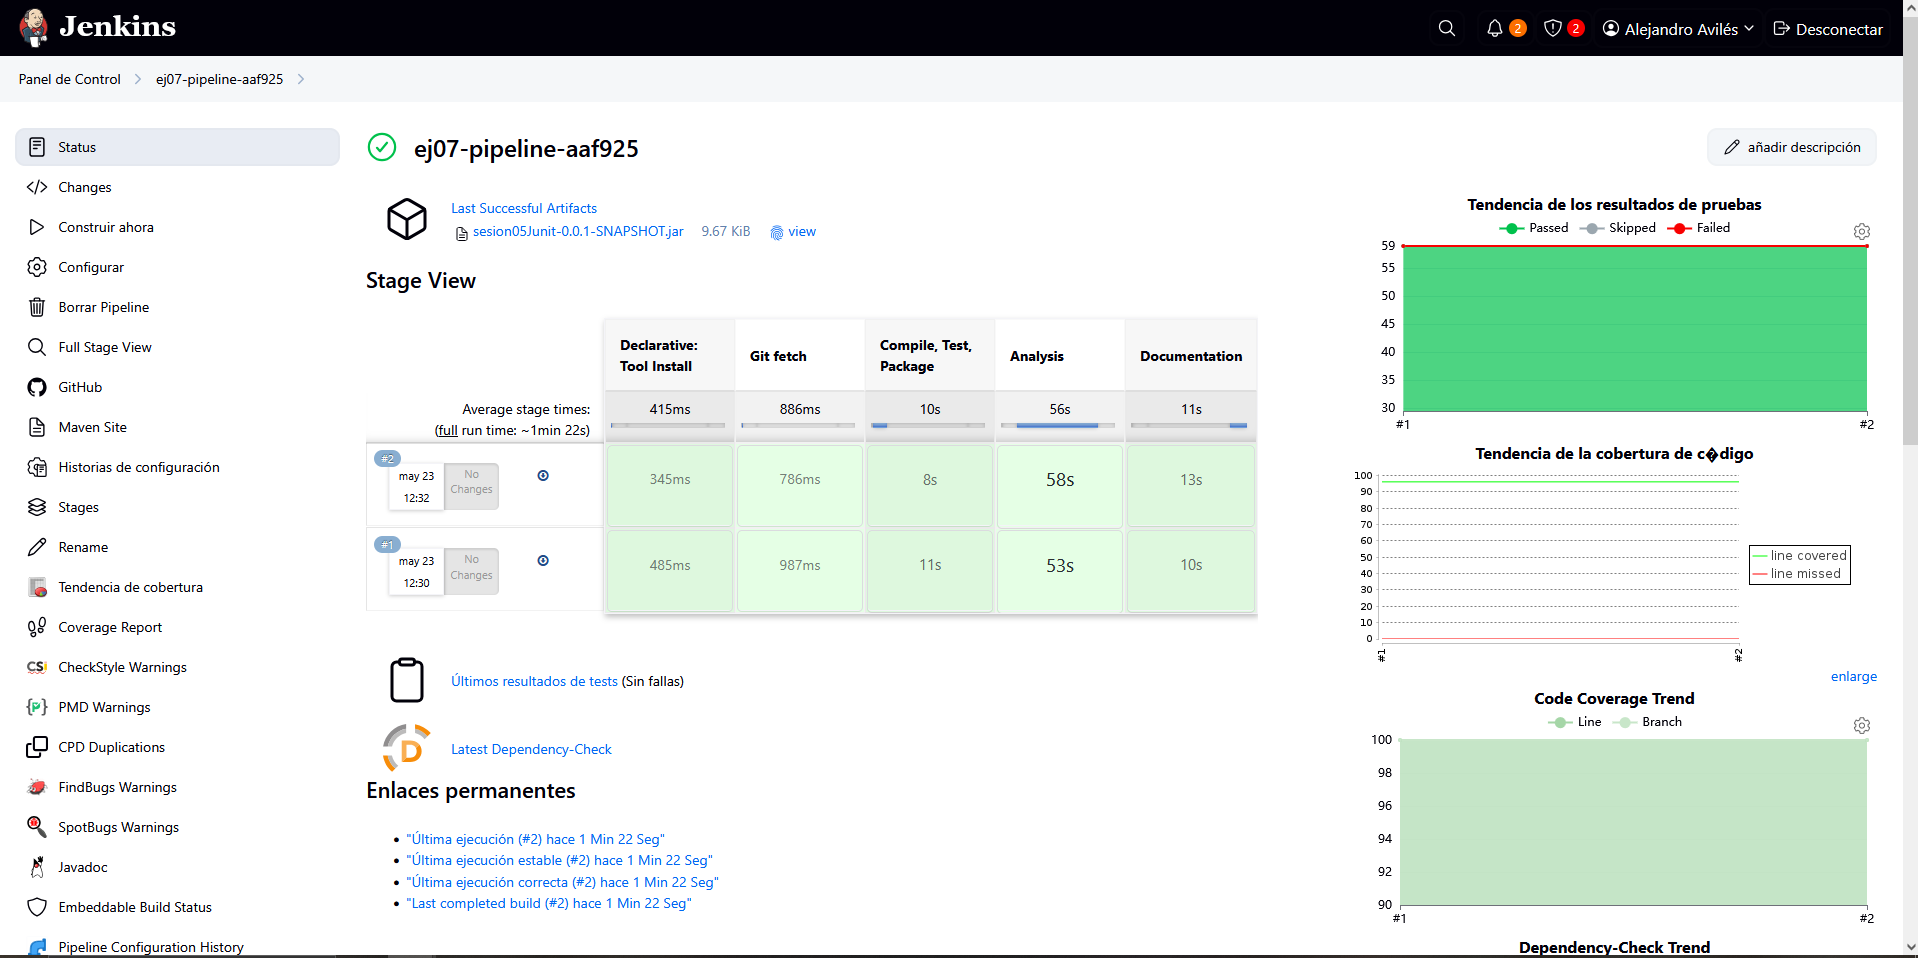 Jenkins
2
2
Alejandro Avilés
Desconectar
Panel de Control
ej07-pipeline-aaf925
Status
Changes
Construir ahora
Configurar
Borrar Pipeline
Full Stage View
GitHub
Maven Site
Historias de configuración
Stages
Rename
Tendencia de cobertura
Coverage Report
CheckStyle Warnings
PMD Warnings
CPD Duplications
FindBugs Warnings
SpotBugs Warnings
Javadoc
Embeddable Build Status
Pipeline Configuration History
ej07-pipeline-aaf925
añadir descripción
Last Successful Artifacts
sesion05Junit-0.0.1-SNAPSHOT.jar 9.67 KiB view
Stage View
Declarative: Tool Install
Git fetch
Compile, Test, Package
Analysis
Documentation
Average stage times:
(full run time: ~1min 22s)
415ms 886ms 10s 56s 11s
#2
may 23
12:32
No Changes
345ms 786ms 8s 58s 13s
#1
may 23
12:30
No Changes
485ms 987ms 11s 53s 10s
Últimos resultados de tests (Sin fallas)
Latest Dependency-Check
Enlaces permanentes
"Última ejecución (#2) hace 1 Min 22 Seg"
"Última ejecución estable (#2) hace 1 Min 22 Seg"
"Última ejecución correcta (#2) hace 1 Min 22 Seg"
"Last completed build (#2) hace 1 Min 22 Seg"
Tendencia de los resultados de pruebas
Passed Skipped Failed
59
55
50
45
40
35
30
#1 #2
Tendencia de la cobertura de c�digo
100
90
80
70
60
50
40
30
20
10
0
#1 #2
line covered
line missed
enlarge
Code Coverage Trend
Line Branch
100
98
96
94
92
90
#1 #2
Dependency-Check Trend